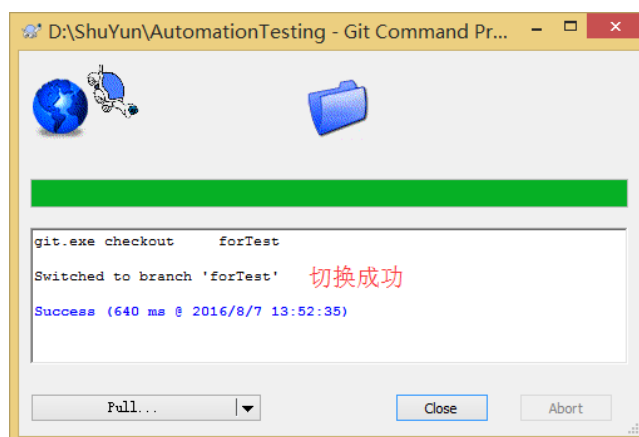 D:\ShuYun\AutomationTesting - Git Command Pr...
git.exe checkout forTest
Switched to branch 'forTest' 切换成功
Success (640 ms @ 2016/8/7 13:52:35)
Pull... Close Abort